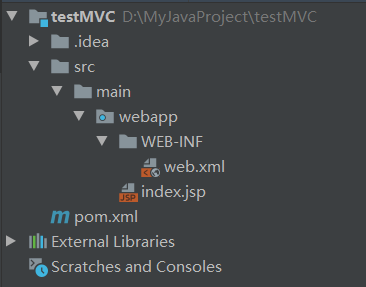 testMVC D:\MyJavaProject\testMVC
.idea
src
main
webapp
WEB-INF
web.xml
JSP index.jsp
m pom.xml
External Libraries
Scratches and Consoles